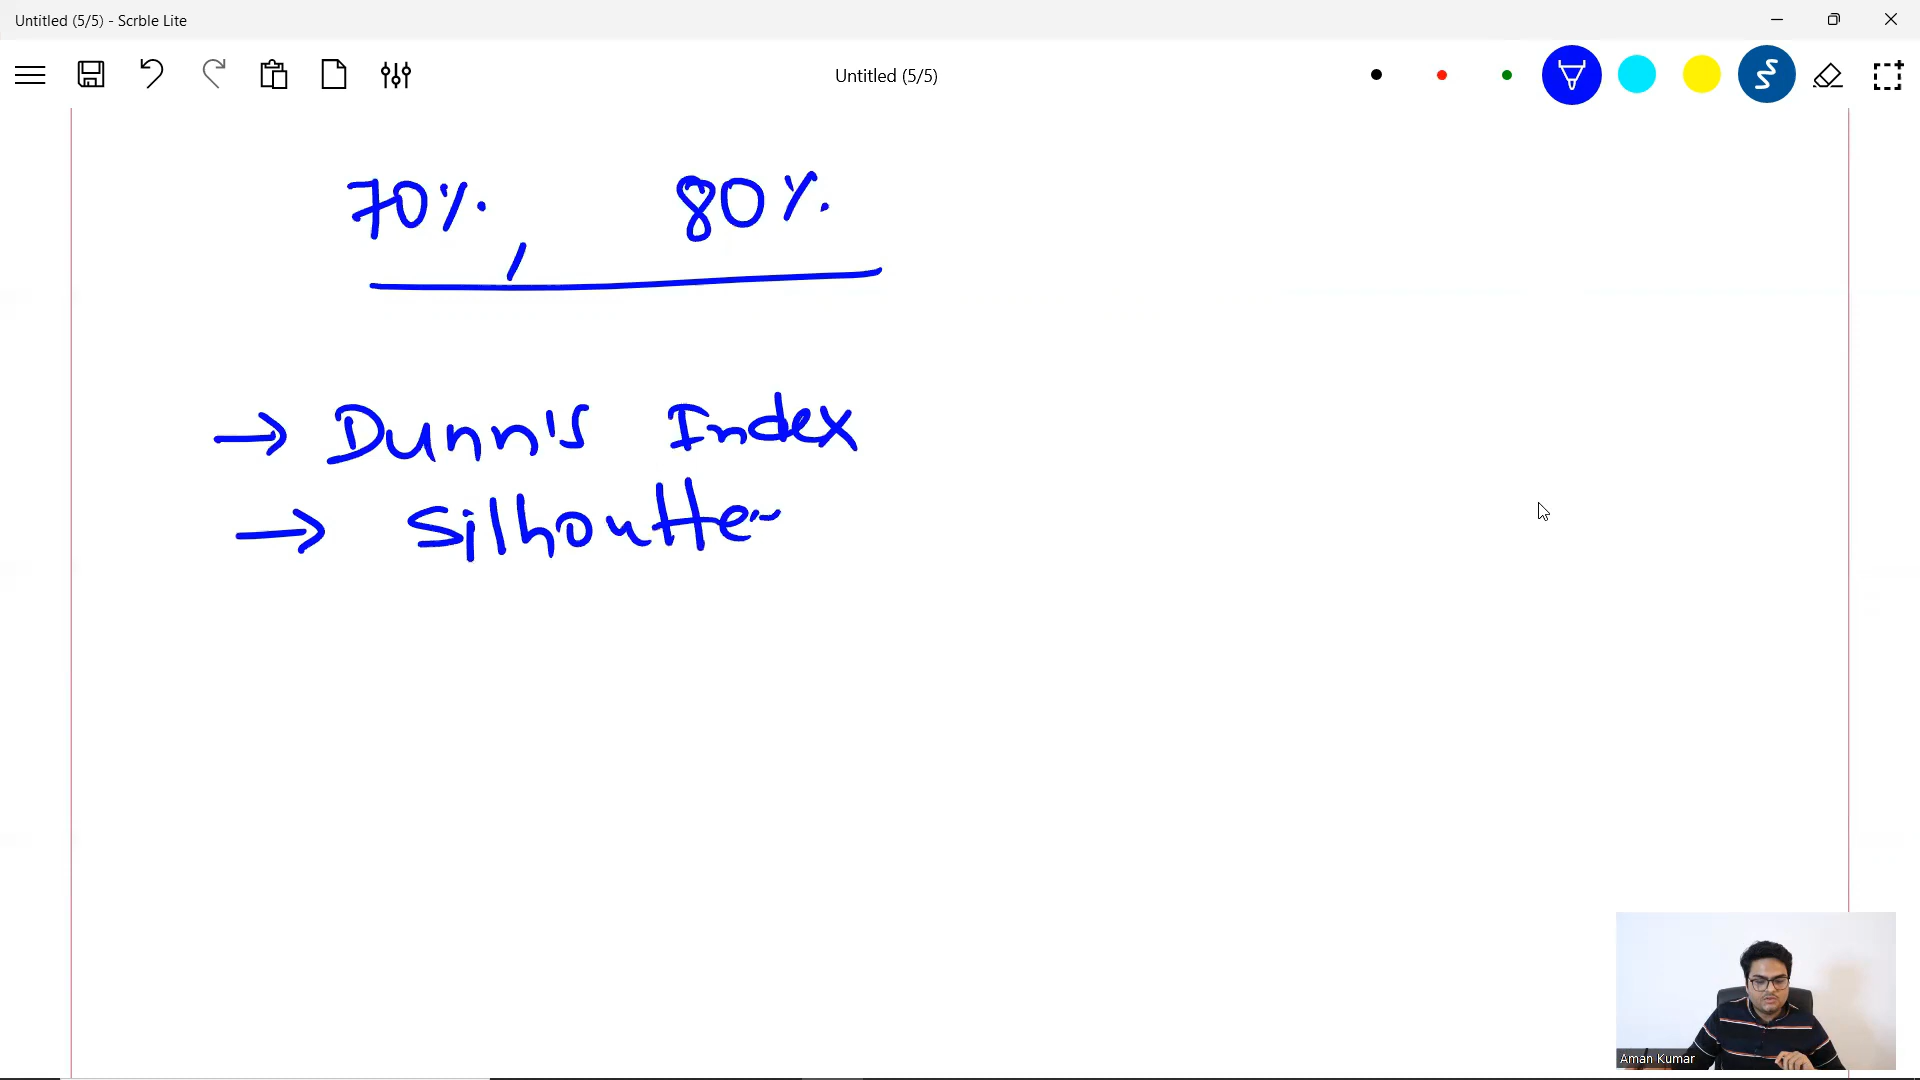 Untitled (5/5) - Scrble Lite
Untitled (5/5)
70%, 80%
→ Dunn's Index
→ Silhoutte
Aman Kumar